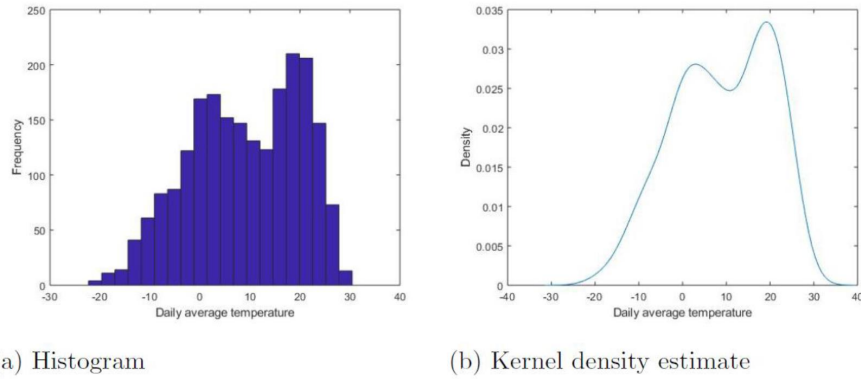 250
200
150
100
50
0
Frequency
-30 -20 -10 0 10 20 30 40
Daily average temperature
a) Histogram
0.035
0.03
0.025
0.02
0.015
0.01
0.005
0
Density
-40 -30 -20 -10 0 10 20 30 40
Daily average temperature
(b) Kernel density estimate